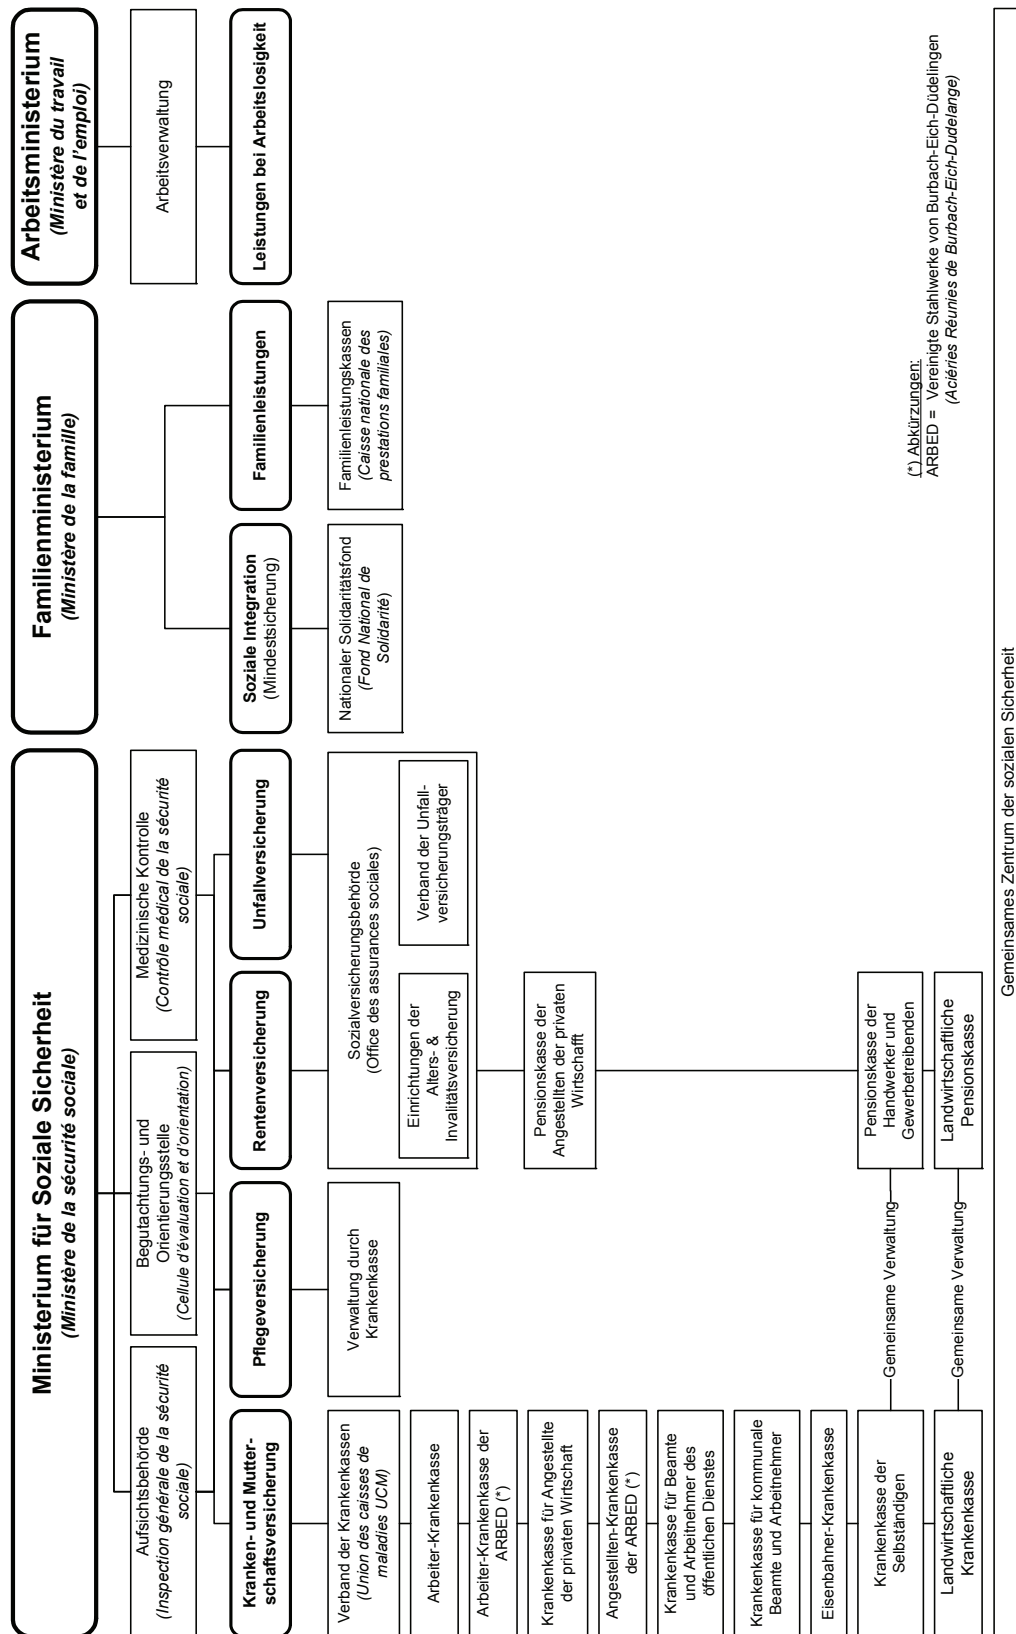 Ministerium für Soziale Sicherheit
(Ministère de la sécurité sociale)
Familienministerium
(Ministère de la famille)
Arbeitsministerium
(Ministère du travail
et de l'emploi)
Aufsichtsbehörde
(Inspection générale de la sécurité
sociale)
Begutachtungs- und
Orientierungsstelle
(Cellule d'évaluation et d'orientation)
Medizinische Kontrolle
(Contrôle médical de la sécurité
sociale)
Arbeitsverwaltung
Kranken- und Mutter-
schaftsversicherung
Pflegeversicherung
Rentenversicherung
Unfallversicherung
Soziale Integration
(Mindestsicherung)
Familienleistungen
Leistungen bei Arbeitslosigkeit
Verband der Krankenkassen
(Union des caisses de
maladies UCM)
Verwaltung durch
Krankenkasse
Sozialversicherungsbehörde
(Office des assurances sociales)
Einrichtungen der
Alters- &
Invalitätsversicherung
Verband der Unfall-
versicherungsträger
Nationaler Solidaritätsfond
(Fond National de
Solidarité)
Familienleistungskassen
(Caisse nationale des
prestations familiales)
Arbeiter-Krankenkasse
Arbeiter-Krankenkasse der
ARBED (*)
Krankenkasse für Angestellte
der privaten Wirtschaft
Pensionskasse der
Angestellten der privaten
Wirtschafft
Angestellten-Krankenkasse
der ARBED (*)
Krankenkasse für Beamte
und Arbeitnehmer des
öffentlichen Dienstes
Krankenkasse für kommunale
Beamte und Arbeitnehmer
Eisenbahner-Krankenkasse
Krankenkasse der
Selbständigen
Gemeinsame Verwaltung
Pensionskasse der
Handwerker und
Gewerbetreibenden
Landwirtschaftliche
Krankenkasse
Gemeinsame Verwaltung
Landwirtschaftliche
Pensionskasse
(*) Abkürzungen:
ARBED = Vereinigte Stahlwerke von Burbach-Eich-Düdelingen
(Aciéries Réunies de Burbach-Eich-Dudelange)
Gemeinsames Zentrum der sozialen Sicherheit